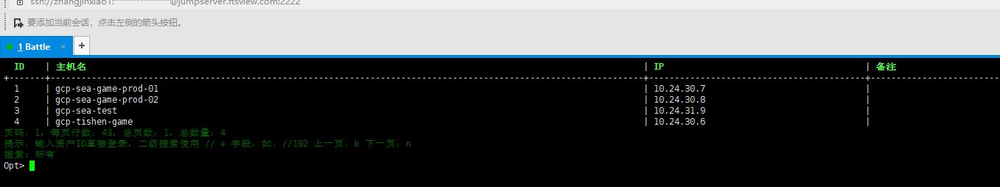 ssh://zhangjinxiao1:***************@jumpserver.ftsview.com:2222
要添加当前会话，点击左侧的箭头按钮。
1 Battle × +
ID | 主机名 | IP | 备注
1 | gcp-sea-game-prod-01 | 10.24.30.7 |
2 | gcp-sea-game-prod-02 | 10.24.30.8 |
3 | gcp-sea-test | 10.24.31.9 |
4 | gcp-tishen-game | 10.24.30.6 |
页码：1，每页行数：43，总页数：1，总数量：4
提示：输入资产ID直接登录，二级搜索使用 // + 字段，如：//192 上一页：b 下一页：n
搜索：所有
Opt>